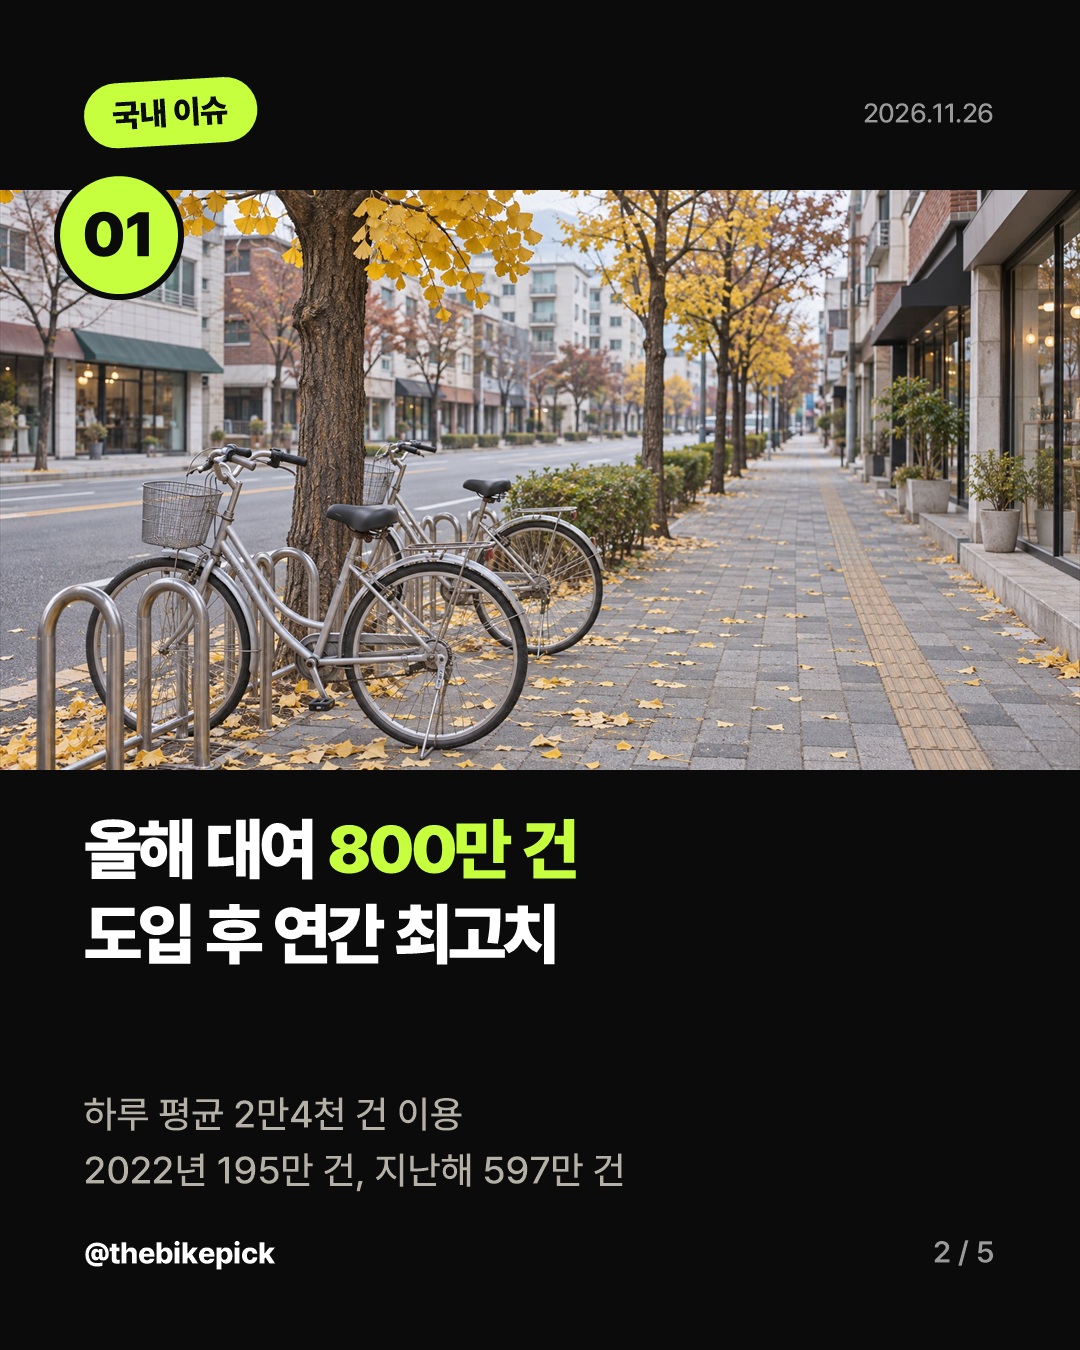 국내 이슈
2026.11.26
01
올해 대여 800만 건
도입 후 연간 최고치
하루 평균 2만4천 건 이용
2022년 195만 건, 지난해 597만 건
@thebikepick
2 / 5